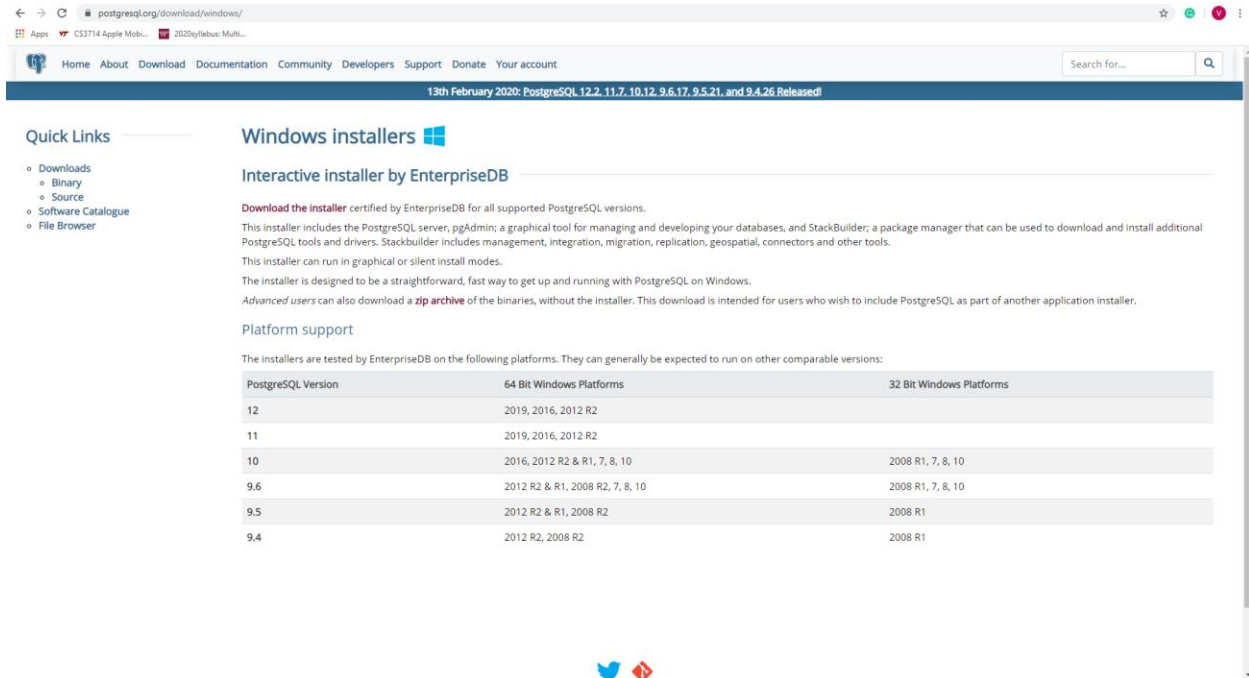 postgresql.org/download/windows/
V
Apps VT CS3714 Apple Mobi... 2020syllabus: Multi...
Home About Download Documentation Community Developers Support Donate Your account Search for...
13th February 2020: PostgreSQL 12.2, 11.7, 10.12, 9.6.17, 9.5.21, and 9.4.26 Released!
Quick Links
Downloads
Binary
Source
Software Catalogue
File Browser
Windows installers
Interactive installer by EnterpriseDB
Download the installer certified by EnterpriseDB for all supported PostgreSQL versions.
This installer includes the PostgreSQL server, pgAdmin; a graphical tool for managing and developing your databases, and StackBuilder; a package manager that can be used to download and install additional
PostgreSQL tools and drivers. Stackbuilder includes management, integration, migration, replication, geospatial, connectors and other tools.
This installer can run in graphical or silent install modes.
The installer is designed to be a straightforward, fast way to get up and running with PostgreSQL on Windows.
Advanced users can also download a zip archive of the binaries, without the installer. This download is intended for users who wish to include PostgreSQL as part of another application installer.
Platform support
The installers are tested by EnterpriseDB on the following platforms. They can generally be expected to run on other comparable versions:
PostgreSQL Version 64 Bit Windows Platforms 32 Bit Windows Platforms
12 2019, 2016, 2012 R2
11 2019, 2016, 2012 R2
10 2016, 2012 R2 & R1, 7, 8, 10 2008 R1, 7, 8, 10
9.6 2012 R2 & R1, 2008 R2, 7, 8, 10 2008 R1, 7, 8, 10
9.5 2012 R2 & R1, 2008 R2 2008 R1
9.4 2012 R2, 2008 R2 2008 R1